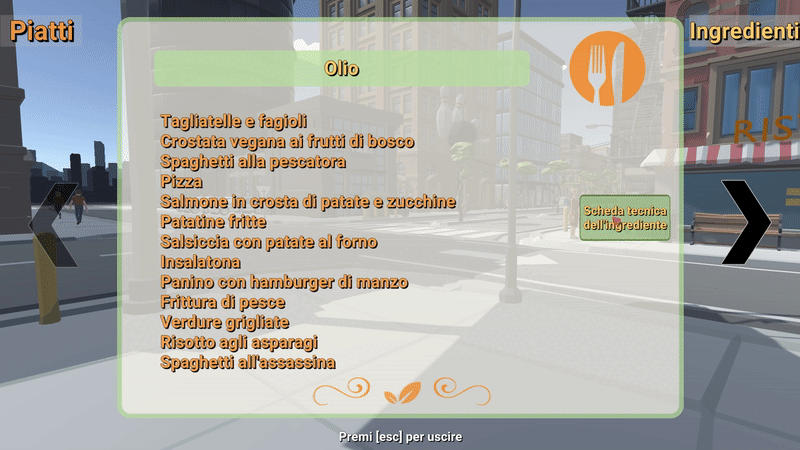 Piatti
Ingredienti
Olio
Tagliatelle e fagioli
Crostata vegana ai frutti di bosco
Spaghetti alla pescatora
Pizza
Salmone in crosta di patate e zucchine
Patatine fritte
Salsiccia con patate al forno
Insalatona
Panino con hamburger di manzo
Frittura di pesce
Verdure grigliate
Risotto agli asparagi
Spaghetti all'assassina
Scheda tecnica
dell'ingrediente
RIS
Premi [esc] per uscire